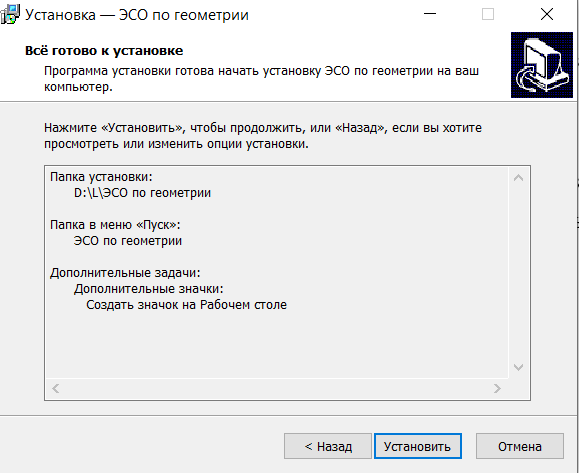 Установка — ЭСО по геометрии
Всё готово к установке
Программа установки готова начать установку ЭСО по геометрии на ваш
компьютер.
Нажмите «Установить», чтобы продолжить, или «Назад», если вы хотите
просмотреть или изменить опции установки.
Папка установки:
D:\L\ЭСО по геометрии
Папка в меню «Пуск»:
ЭСО по геометрии
Дополнительные задачи:
Дополнительные значки:
Создать значок на Рабочем столе
< Назад
Установить
Отмена